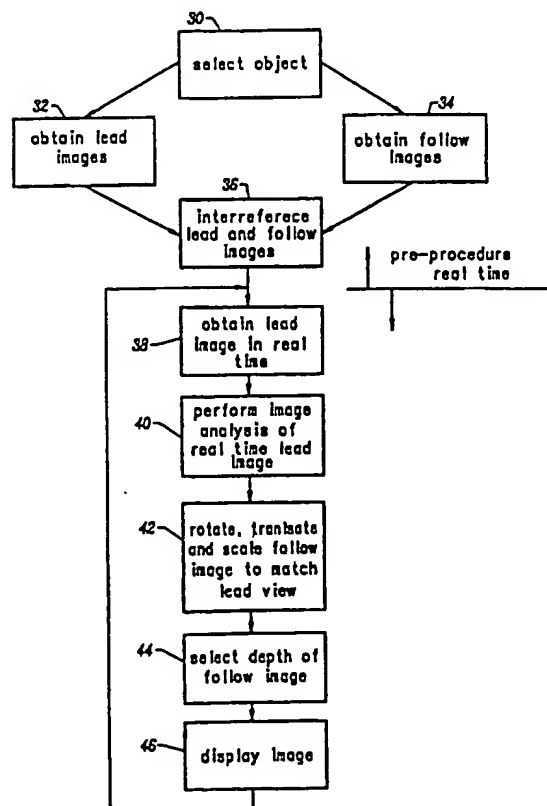 30
select object
32
obtain lead
images
34
obtain follow
images
36
interreferece
lead and follow
images
pre-procedure
real time
38
obtain lead
image in real
time
40
perform image
analysis of
real time lead
image
42
rotate, translate
and scale follow
image to match
lead view
44
select depth of
follow image
46
display image